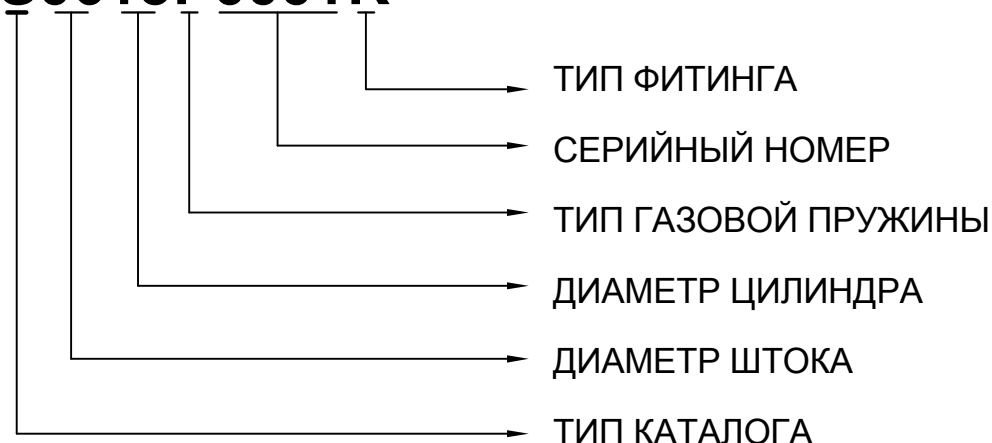 ТИП ФИТИНГА
СЕРИЙНЫЙ НОМЕР
ТИП ГАЗОВОЙ ПРУЖИНЫ
ДИАМЕТР ЦИЛИНДРА
ДИАМЕТР ШТОКА
ТИП КАТАЛОГА